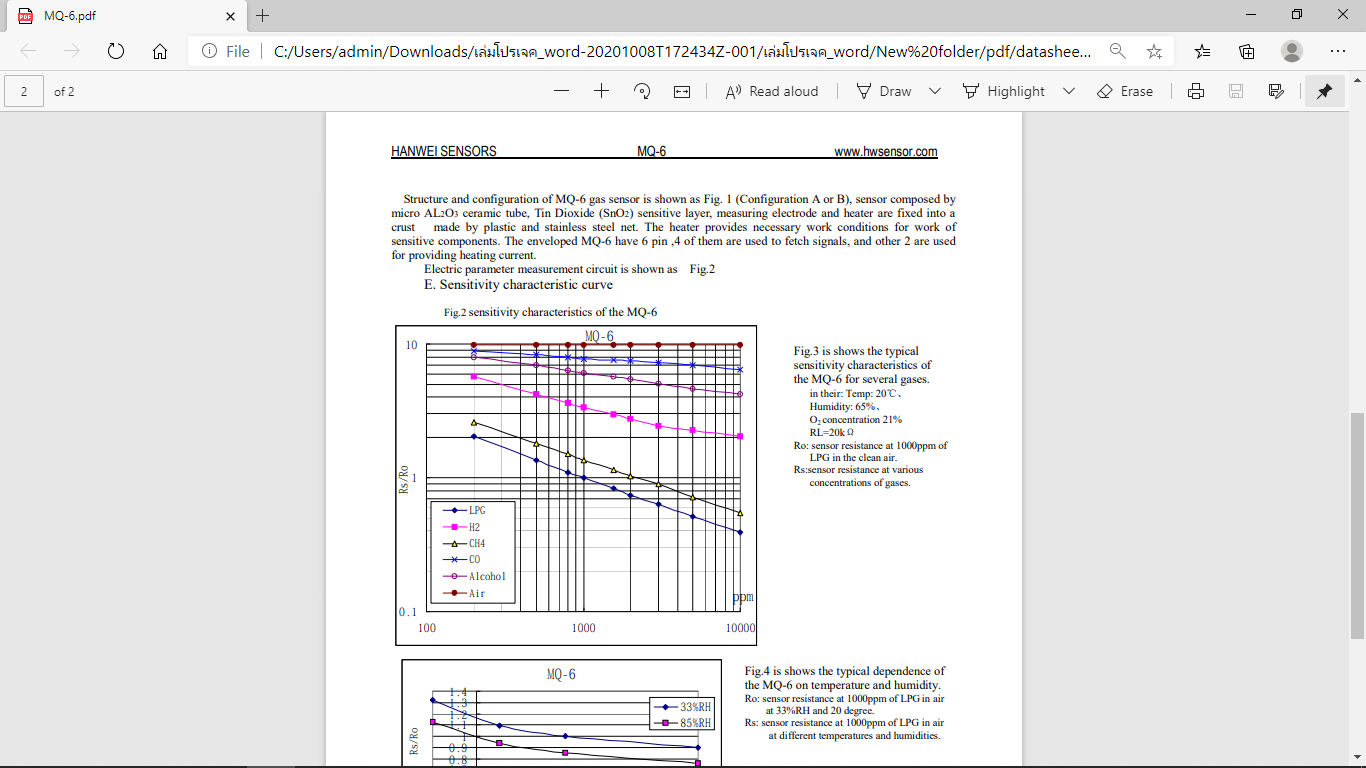 MQ-6.pdf
File
C:/Users/admin/Downloads/เล่มโปรเจค_word-20201008T172434Z-001/เล่มโปรเจค_word/New%20folder/pdf/datashee...
2 of 2
Read aloud
Draw
Highlight
Erase
HANWEI SENSORS MQ-6 www.hwsensor.com
Structure and configuration of MQ-6 gas sensor is shown as Fig. 1 (Configuration A or B), sensor composed by
micro AL2O3 ceramic tube, Tin Dioxide (SnO2) sensitive layer, measuring electrode and heater are fixed into a
crust made by plastic and stainless steel net. The heater provides necessary work conditions for work of
sensitive components. The enveloped MQ-6 have 6 pin ,4 of them are used to fetch signals, and other 2 are used
for providing heating current.
Electric parameter measurement circuit is shown as Fig.2
E. Sensitivity characteristic curve
Fig.2 sensitivity characteristics of the MQ-6
MQ-6
10
1
0.1
Rs/Ro
LPG
H2
CH4
CO
Alcohol
Air
ppm
100 1000 10000
Fig.3 is shows the typical
sensitivity characteristics of
the MQ-6 for several gases.
in their: Temp: 20℃、
Humidity: 65%、
O2 concentration 21%
RL=20kΩ
Ro: sensor resistance at 1000ppm of
LPG in the clean air.
Rs:sensor resistance at various
concentrations of gases.
MQ-6
1.4
1.3
1.2
1.1
1
0.9
0.8
Rs/Ro
33%RH
85%RH
Fig.4 is shows the typical dependence of
the MQ-6 on temperature and humidity.
Ro: sensor resistance at 1000ppm of LPG in air
at 33%RH and 20 degree.
Rs: sensor resistance at 1000ppm of LPG in air
at different temperatures and humidities.